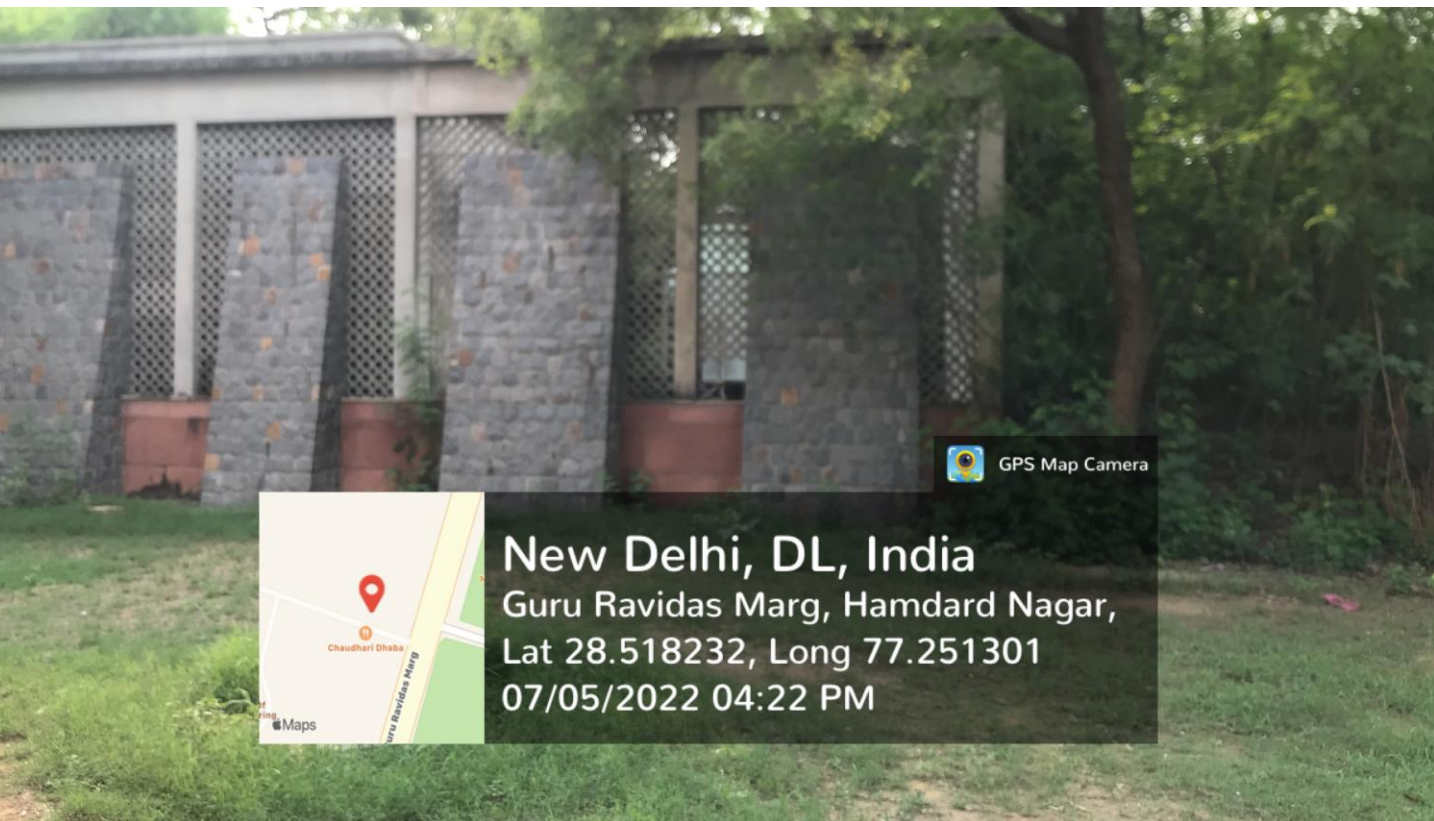 GPS Map Camera
New Delhi, DL, India
Guru Ravidas Marg, Hamdard Nagar,
Lat 28.518232, Long 77.251301
07/05/2022 04:22 PM
Chaudhari Dhaba
uru Ravidas Marg
Maps